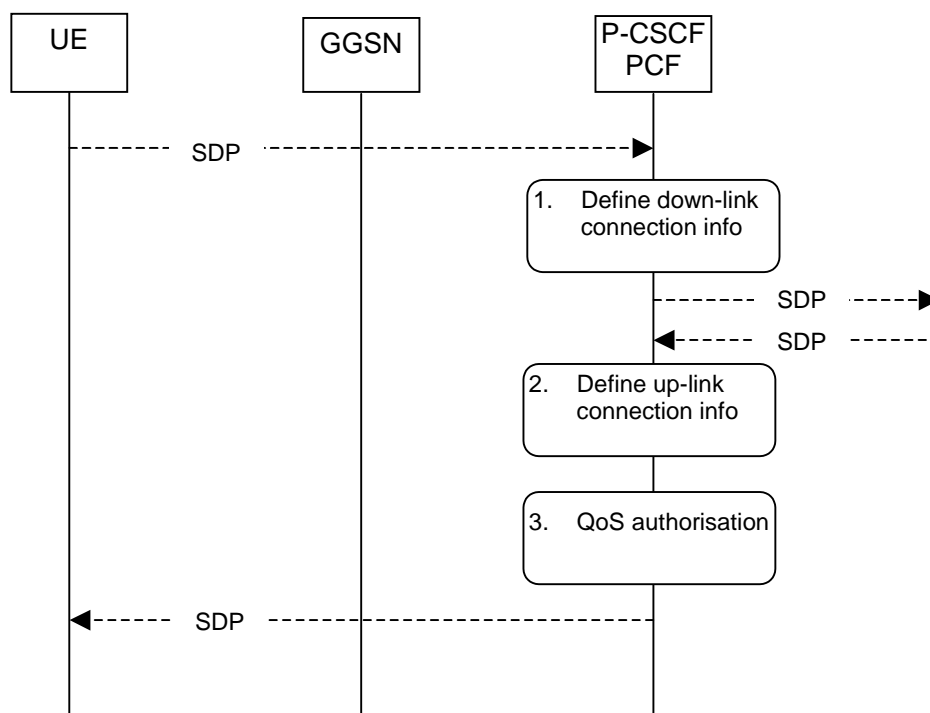 UE
GGSN
P-CSCF
PCF
SDP
1. Define down-link
connection info
SDP
SDP
2. Define up-link
connection info
3. QoS authorisation
SDP